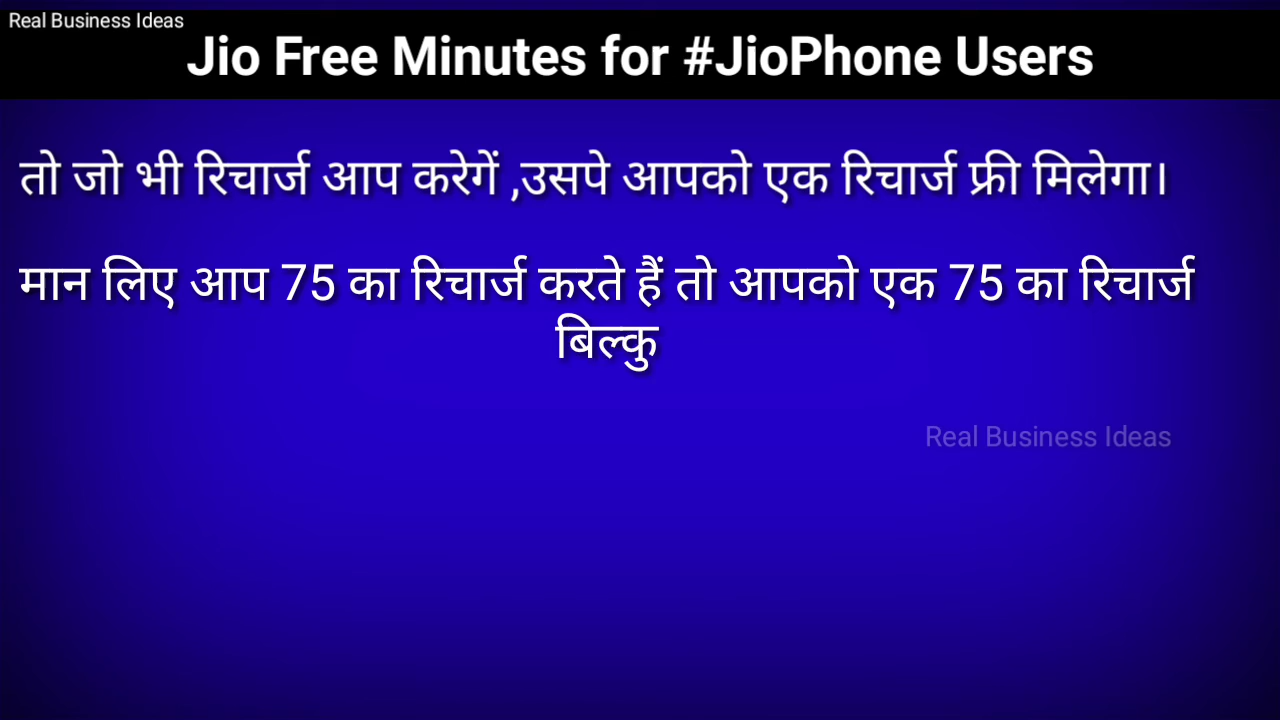 Real Business Ideas
Jio Free Minutes for #JioPhone Users
तो जो भी रिचार्ज आप करेगें ,उसपे आपको एक रिचार्ज फ्री मिलेगा।
मान लिए आप 75 का रिचार्ज करते हैं तो आपको एक 75 का रिचार्ज
बिल्कु
Real Business Ideas